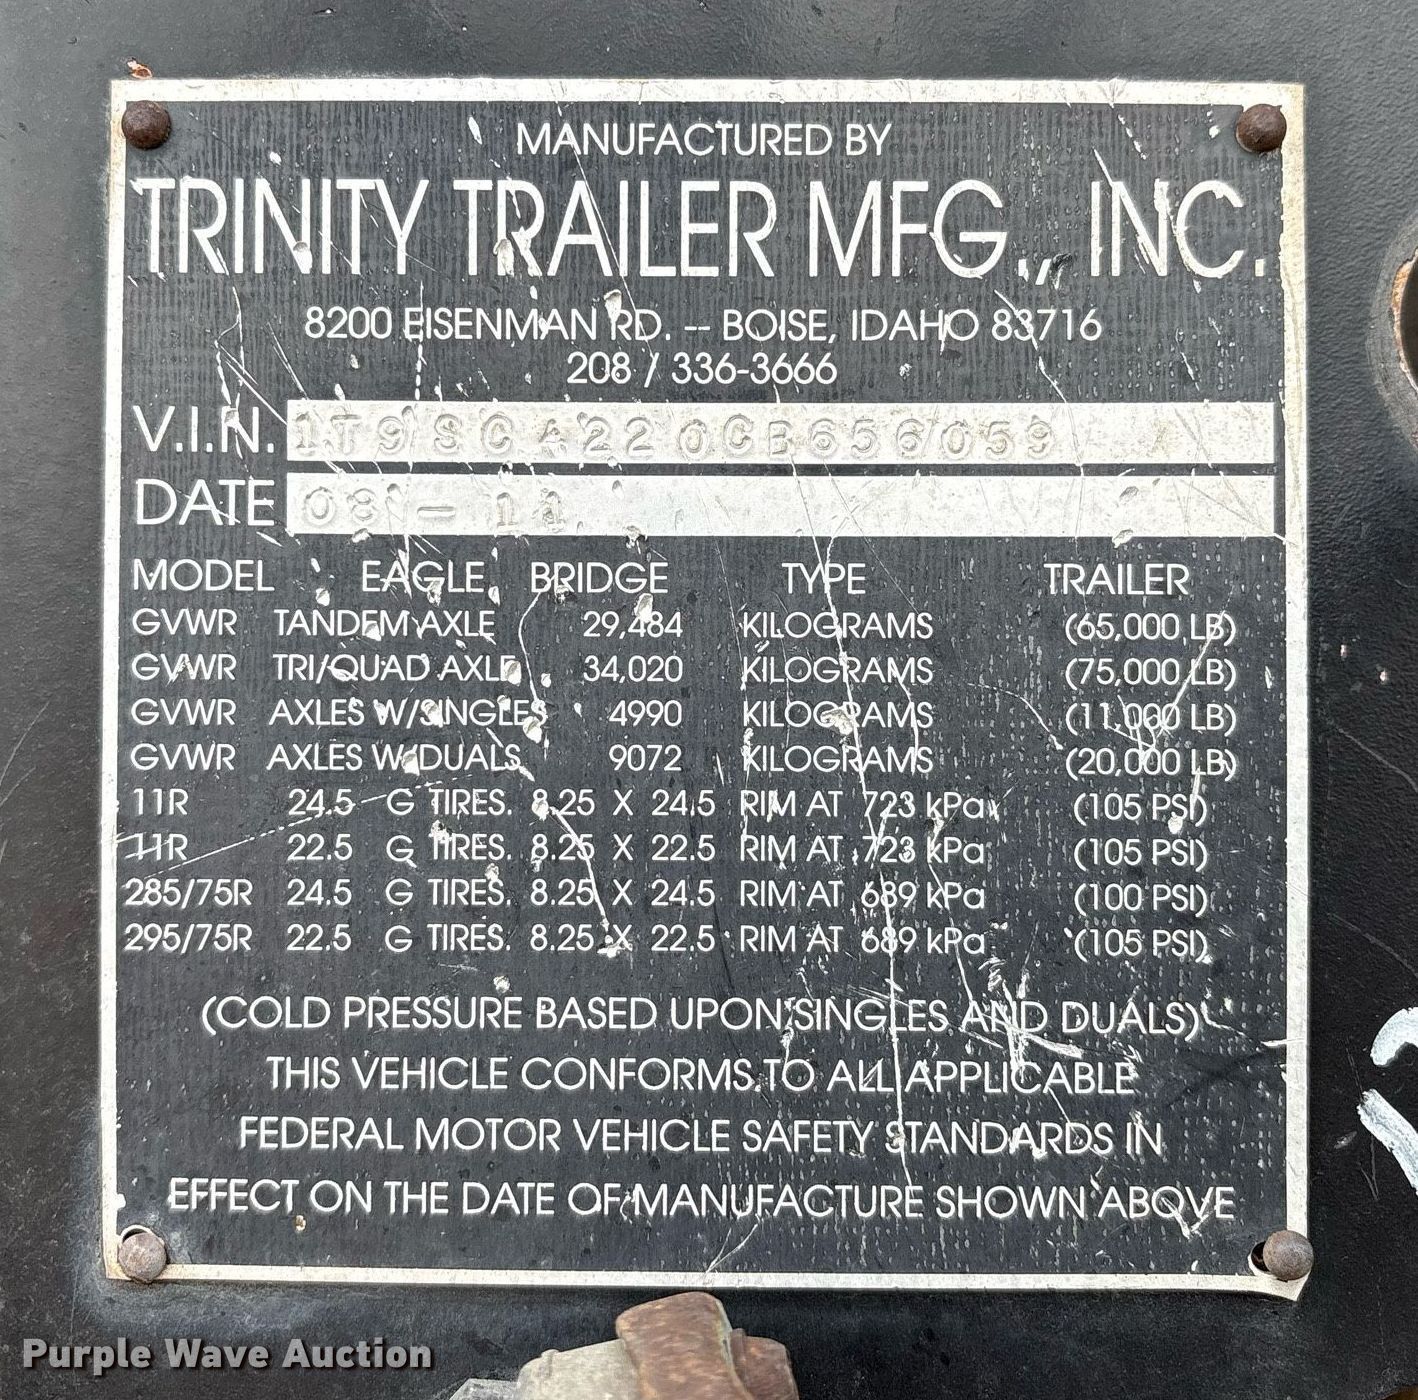 MANUFACTURED BY
TRINITY TRAILER MFG., INC.
8200 EISENMAN RD. -- BOISE, IDAHO 83716
208 / 336-3666
V.I.N. 1T9SC4220CB656059
DATE 08 - 11
MODEL EAGLE BRIDGE TYPE TRAILER
GVWR TANDEM AXLE 29,484 KILOGRAMS (65,000 LB)
GVWR TRI/QUAD AXLE 34,020 KILOGRAMS (75,000 LB)
GVWR AXLES W/SINGLES 4990 KILOGRAMS (11,000 LB)
GVWR AXLES W/DUALS 9072 KILOGRAMS (20,000 LB)
11R 24.5 G TIRES. 8.25 X 24.5 RIM AT 723 kPa (105 PSI)
11R 22.5 G TIRES. 8.25 X 22.5 RIM AT 723 kPa (105 PSI)
285/75R 24.5 G TIRES. 8.25 X 24.5 RIM AT 689 kPa (100 PSI)
295/75R 22.5 G TIRES. 8.25 X 22.5 RIM AT 689 kPa (105 PSI)
(COLD PRESSURE BASED UPON SINGLES AND DUALS)
THIS VEHICLE CONFORMS TO ALL APPLICABLE
FEDERAL MOTOR VEHICLE SAFETY STANDARDS IN
EFFECT ON THE DATE OF MANUFACTURE SHOWN ABOVE
Purple Wave Auction